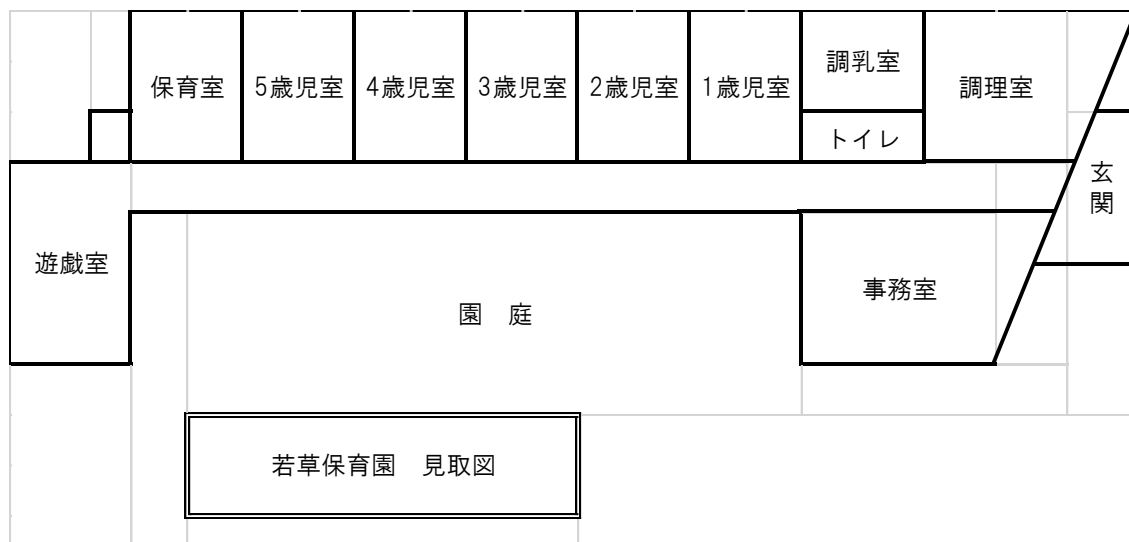 保育室
5歳児室
4歳児室
3歳児室
2歳児室
1歳児室
調乳室
トイレ
調理室
玄関
遊戯室
事務室
園　庭
若草保育園　見取図